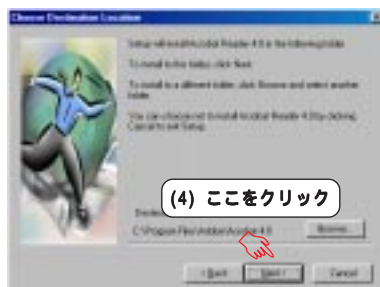 Choose Destination Location
Setup will install Acrobat Reader 4.0 in the following folder.
To install to this folder, click Next.
To install to a different folder, click Browse and select another
folder.
You can choose not to install Acrobat Reader 4.0 by clicking
Cancel to exit Setup.
(4) ここをクリック
C:\Program Files\Adobe\Acrobat 4.0
Browse...
< Back
Next >
Cancel